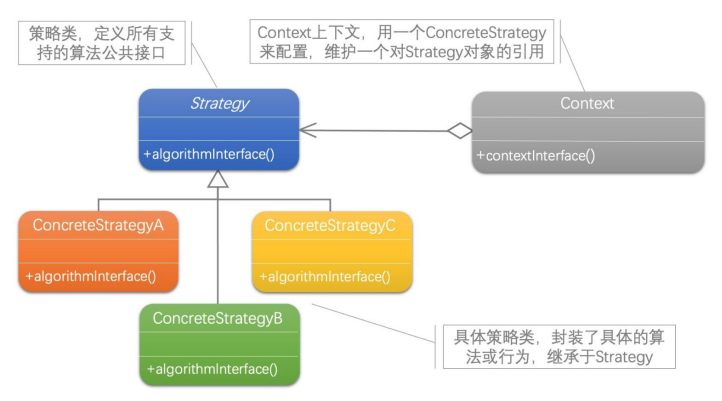 策略类，定义所有支
持的算法公共接口
Context上下文，用一个ConcreteStrategy
来配置，维护一个对Strategy对象的引用
Strategy
+algorithmInterface()
Context
+contextInterface()
ConcreteStrategyA
+algorithmInterface()
ConcreteStrategyC
+algorithmInterface()
ConcreteStrategyB
+algorithmInterface()
具体策略类，封装了具体的算
法或行为，继承于Strategy